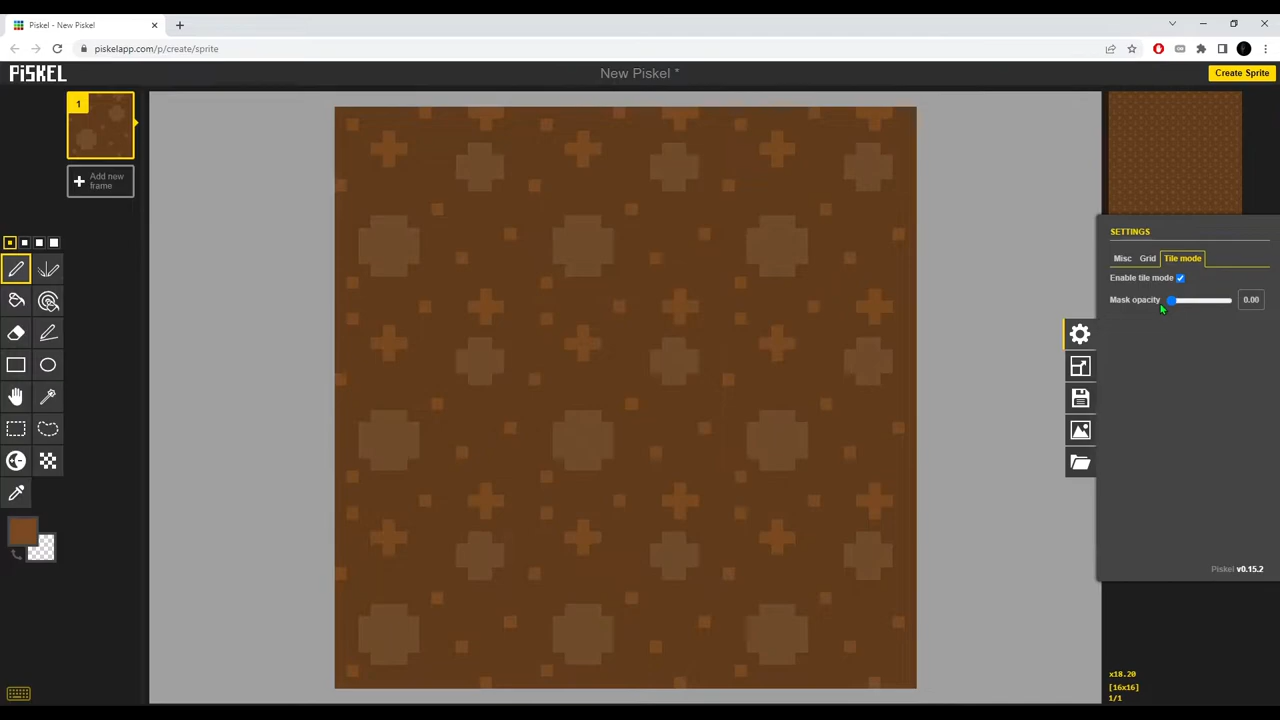 Piskel - New Piskel
piskelapp.com/p/create/sprite
PiSKEL
New Piskel *
Create Sprite
1
Add new
frame
SETTINGS
Misc Grid Tile mode
Enable tile mode
Mask opacity 0.00
Piskel v0.15.2
x18.20
[16x16]
1/1